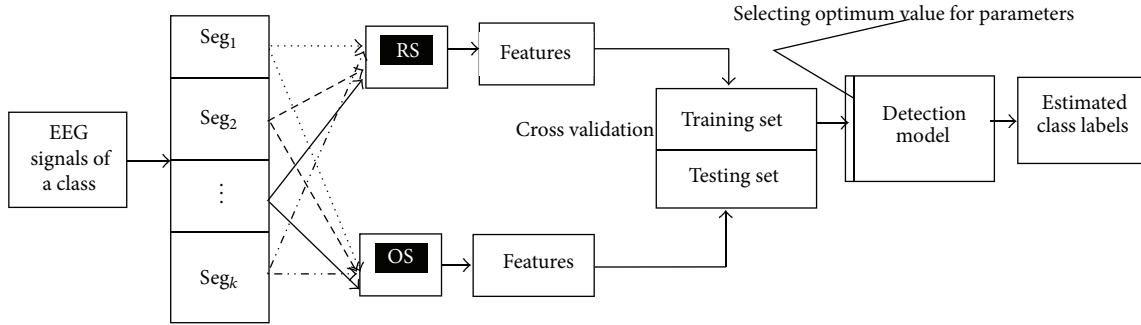 Selecting optimum value for parameters
EEG
signals of
a class
Seg1
Seg2
⋮
Segk
RS
OS
Features
Features
Cross validation
Training set
Testing set
Detection
model
Estimated
class labels